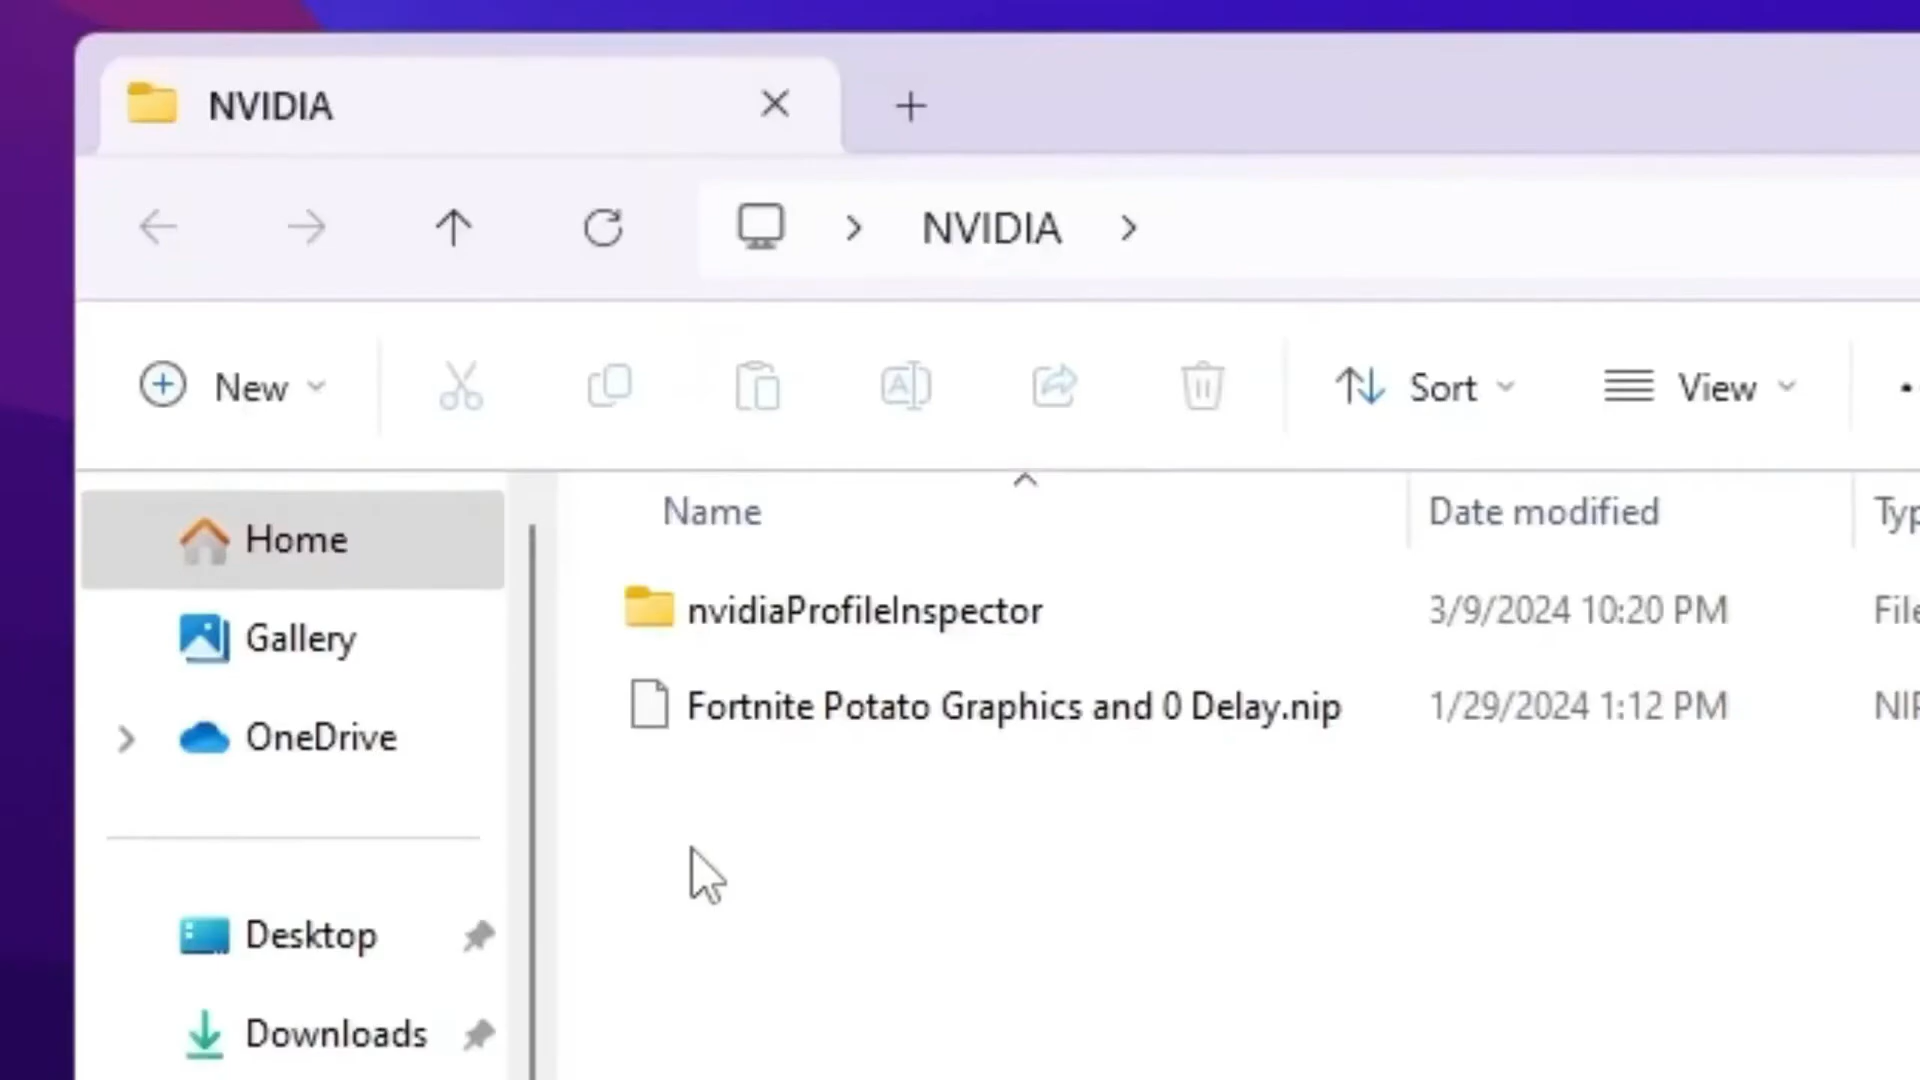 NVIDIA
NVIDIA
New
Sort
View
Name
Date modified
Home
nvidiaProfileInspector
3/9/2024 10:20 PM
Gallery
Fortnite Potato Graphics and 0 Delay.nip
1/29/2024 1:12 PM
OneDrive
Desktop
Downloads